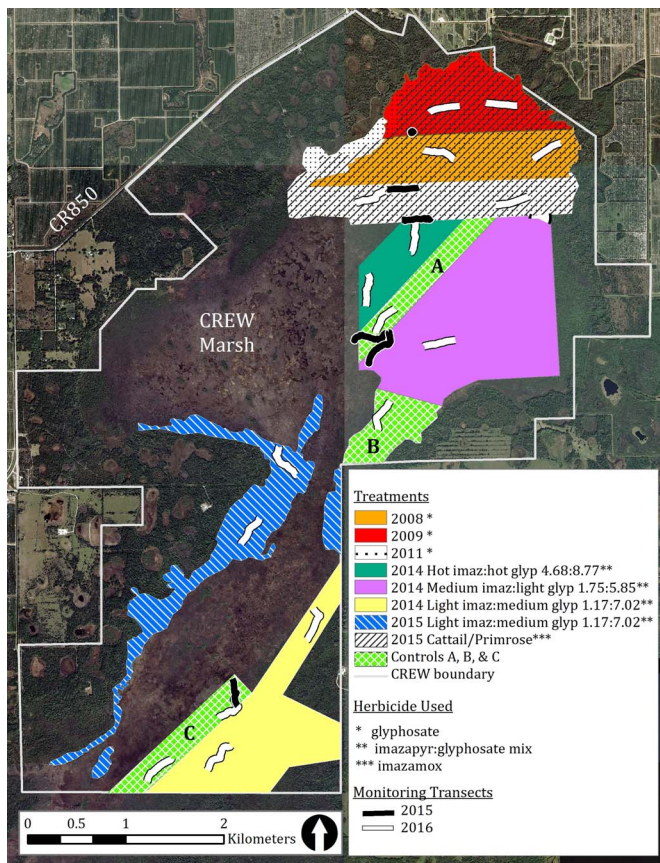 CR850
A
CREW
Marsh
B
C
Treatments
2008 *
2009 *
2011 *
2014 Hot imaz:hot glyp 4.68:8.77**
2014 Medium imaz:light glyp 1.75:5.85**
2014 Light imaz:medium glyp 1.17:7.02**
2015 Light imaz:medium glyp 1.17:7.02**
2015 Cattail/Primrose***
Controls A, B, & C
CREW boundary
Herbicide Used
* glyphosate
** imazapyr:glyphosate mix
*** imazamox
Monitoring Transects
2015
2016
0 0.5 1 2
Kilometers